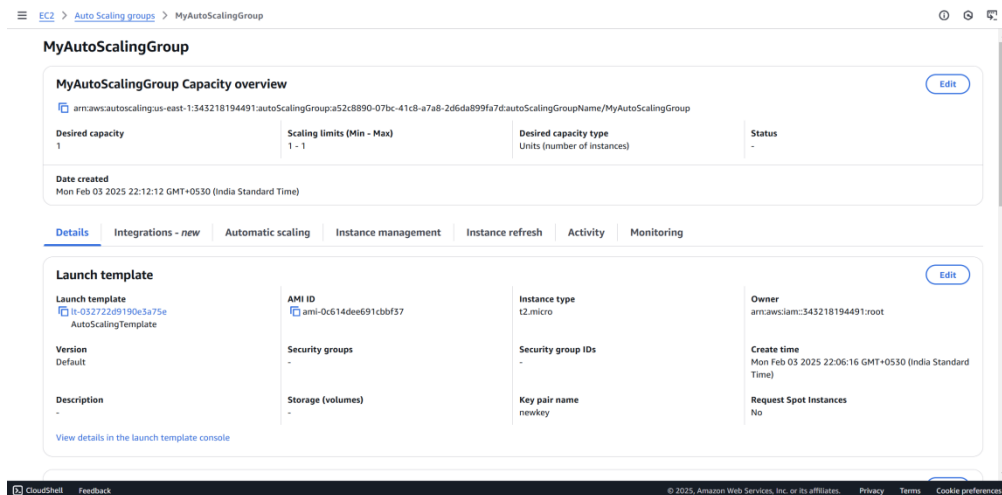 EC2 > Auto Scaling groups > MyAutoScalingGroup
MyAutoScalingGroup
MyAutoScalingGroup Capacity overview
Edit
arn:aws:autoscaling:us-east-1:343218194491:autoScalingGroup:a52c8890-07bc-41c8-a7a8-2d6da899fa7d:autoScalingGroupName/MyAutoScalingGroup
Desired capacity
1
Scaling limits (Min - Max)
1 - 1
Desired capacity type
Units (number of instances)
Status
-
Date created
Mon Feb 03 2025 22:12:12 GMT+0530 (India Standard Time)
Details
Integrations - new
Automatic scaling
Instance management
Instance refresh
Activity
Monitoring
Launch template
Edit
Launch template
lt-032722d9190e3a75e
AutoScalingTemplate
AMI ID
ami-0c614dee691cbbf37
Instance type
t2.micro
Owner
arn:aws:iam::343218194491:root
Version
Default
Security groups
-
Security group IDs
-
Create time
Mon Feb 03 2025 22:06:16 GMT+0530 (India Standard
Time)
Description
-
Storage (volumes)
-
Key pair name
newkey
Request Spot Instances
No
View details in the launch template console
CloudShell
Feedback
© 2025, Amazon Web Services, Inc. or its affiliates.
Privacy
Terms
Cookie preferences